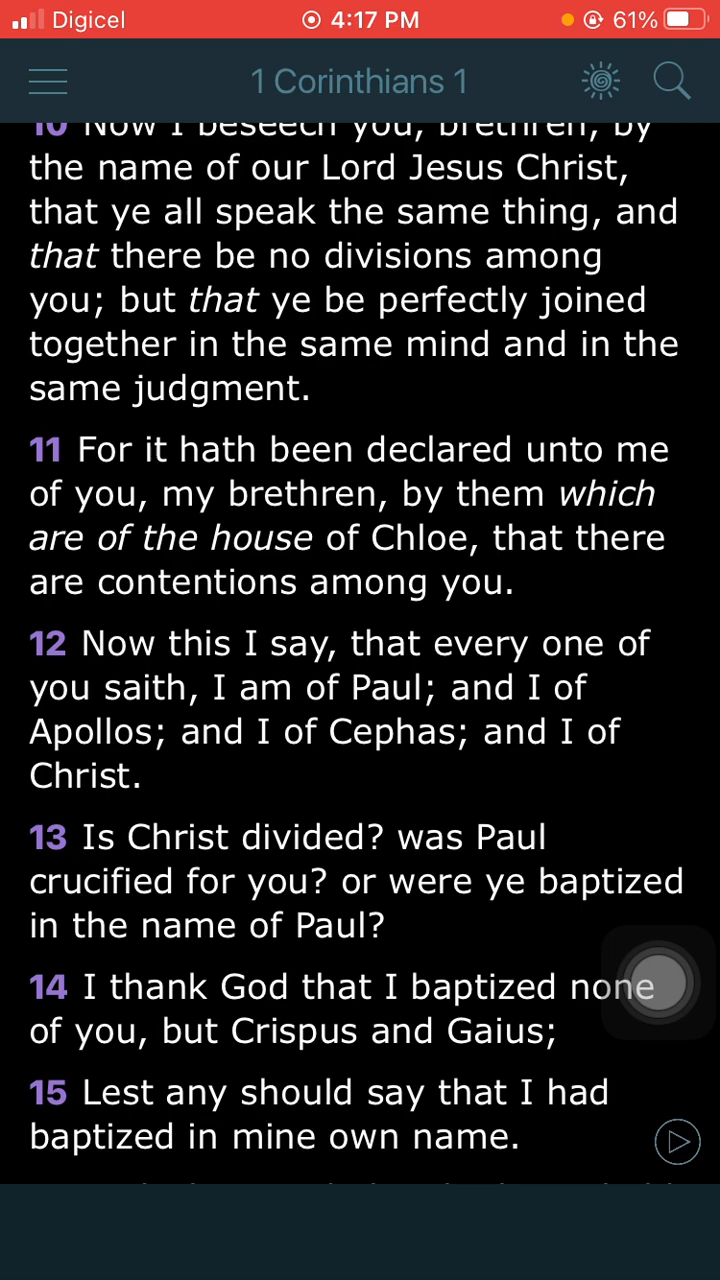 Digicel 4:17 PM 61%
1 Corinthians 1
10 Now I beseech you, brethren, by
the name of our Lord Jesus Christ,
that ye all speak the same thing, and
that there be no divisions among
you; but that ye be perfectly joined
together in the same mind and in the
same judgment.
11 For it hath been declared unto me
of you, my brethren, by them which
are of the house of Chloe, that there
are contentions among you.
12 Now this I say, that every one of
you saith, I am of Paul; and I of
Apollos; and I of Cephas; and I of
Christ.
13 Is Christ divided? was Paul
crucified for you? or were ye baptized
in the name of Paul?
14 I thank God that I baptized none
of you, but Crispus and Gaius;
15 Lest any should say that I had
baptized in mine own name.